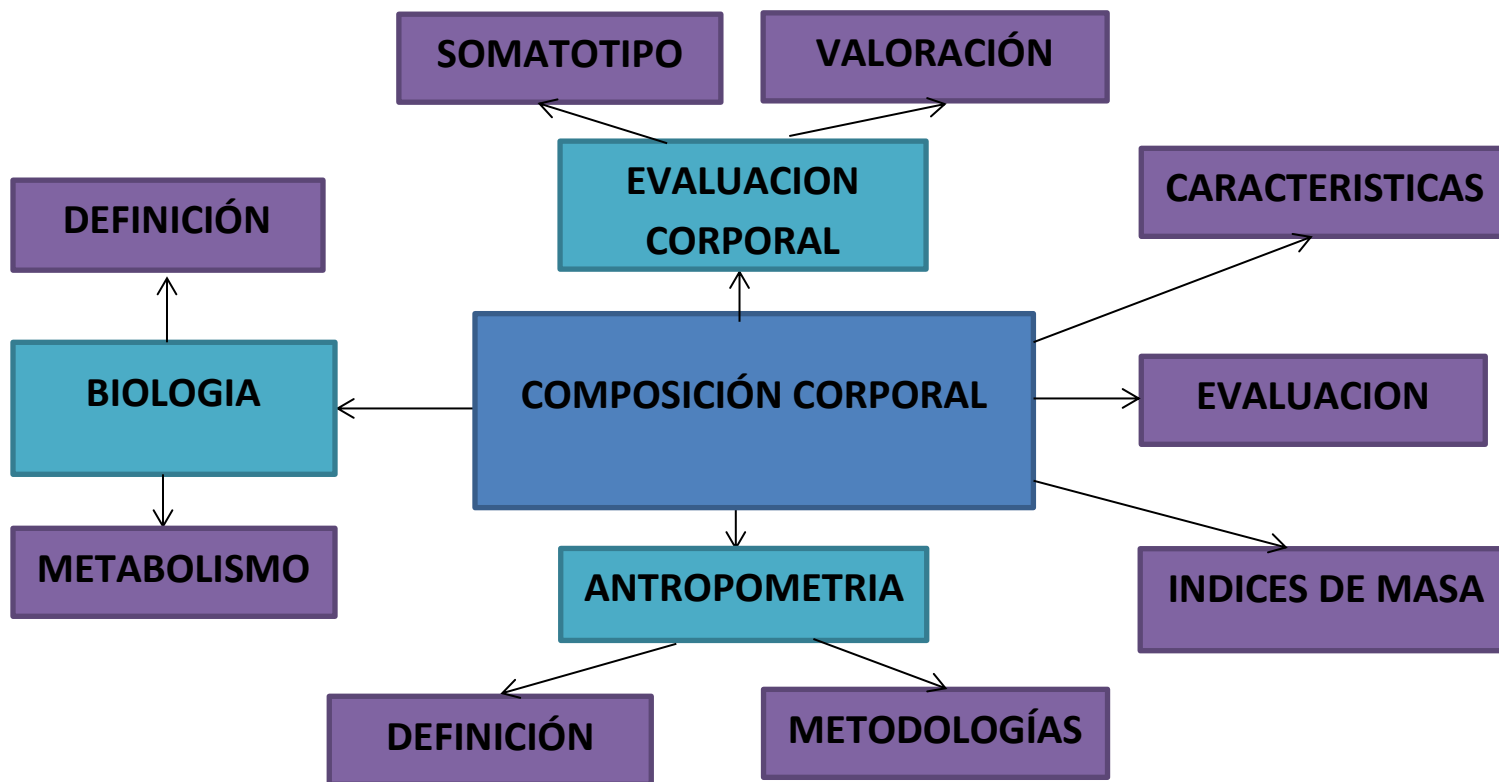 SOMATOTIPO
VALORACIÓN
EVALUACION
CORPORAL
CARACTERISTICAS
DEFINICIÓN
BIOLOGIA
COMPOSICIÓN CORPORAL
EVALUACION
METABOLISMO
ANTROPOMETRIA
INDICES DE MASA
DEFINICIÓN
METODOLOGÍAS